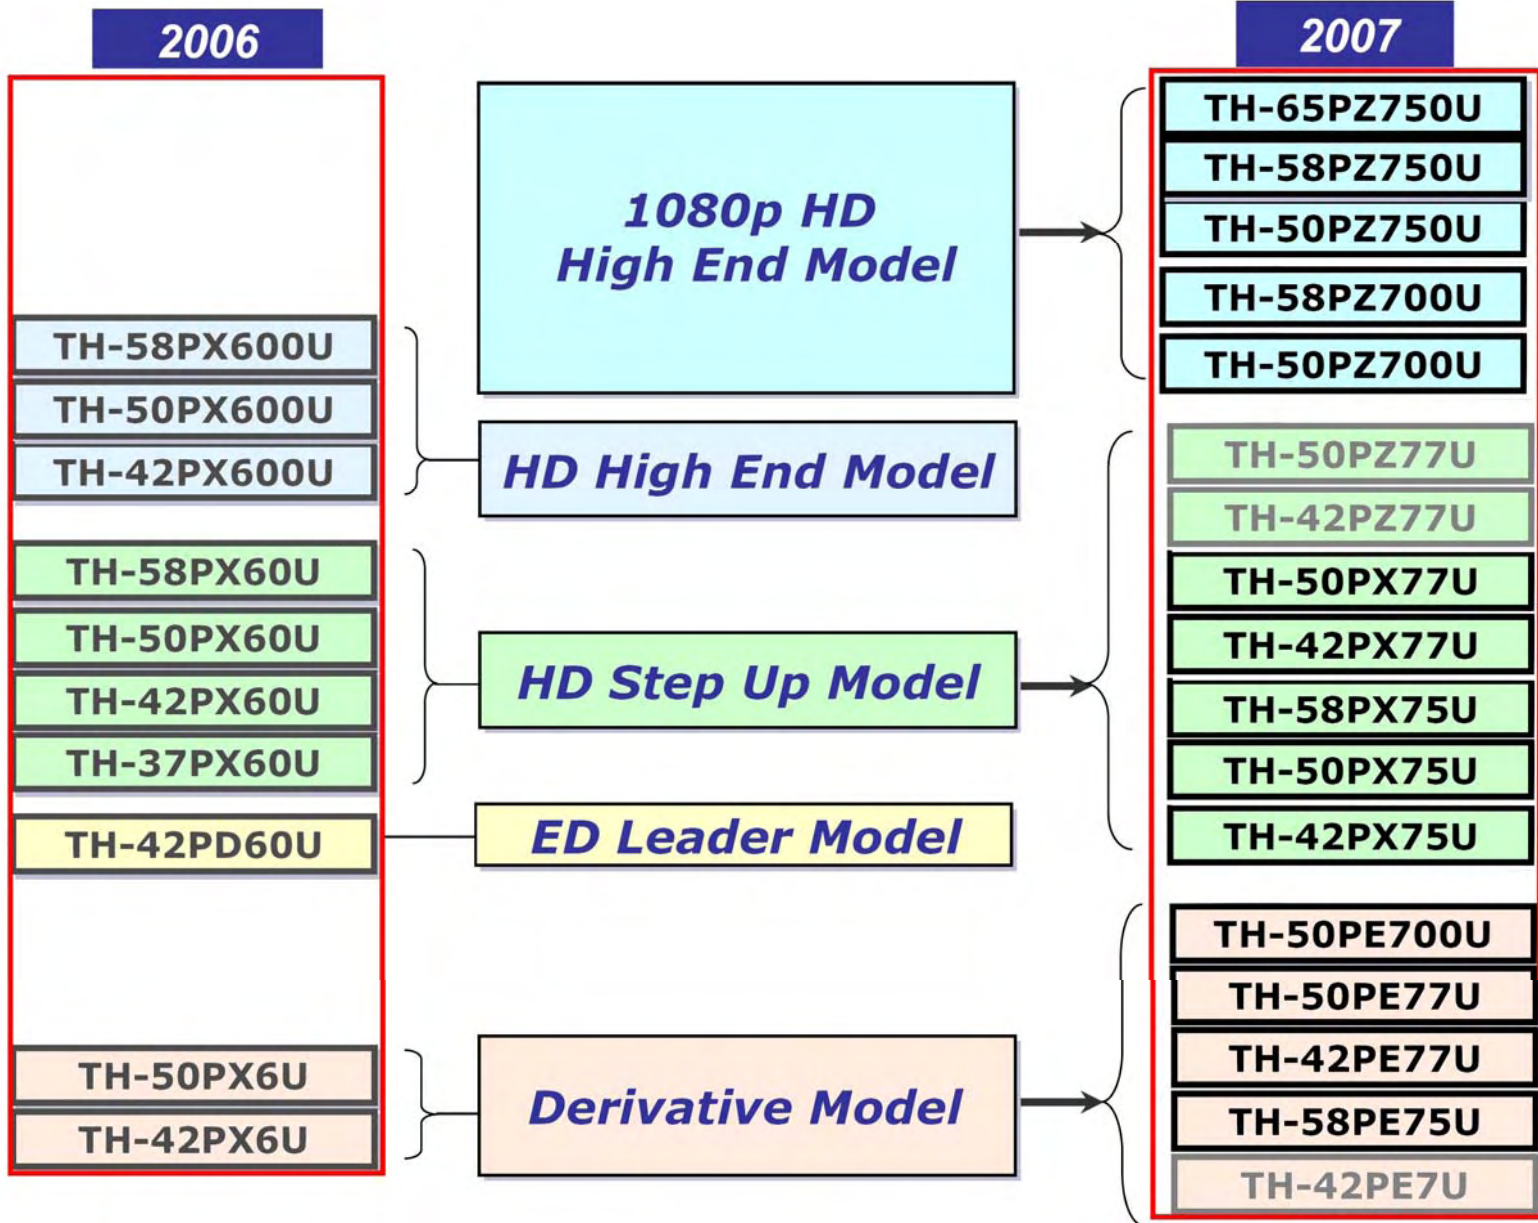 2006
TH-58PX600U
TH-50PX600U
TH-42PX600U
TH-58PX60U
TH-50PX60U
TH-42PX60U
TH-37PX60U
TH-42PD60U
TH-50PX6U
TH-42PX6U
1080p HD
High End Model
HD High End Model
HD Step Up Model
ED Leader Model
Derivative Model
2007
TH-65PZ750U
TH-58PZ750U
TH-50PZ750U
TH-58PZ700U
TH-50PZ700U
TH-50PZ77U
TH-42PZ77U
TH-50PX77U
TH-42PX77U
TH-58PX75U
TH-50PX75U
TH-42PX75U
TH-50PE700U
TH-50PE77U
TH-42PE77U
TH-58PE75U
TH-42PE7U